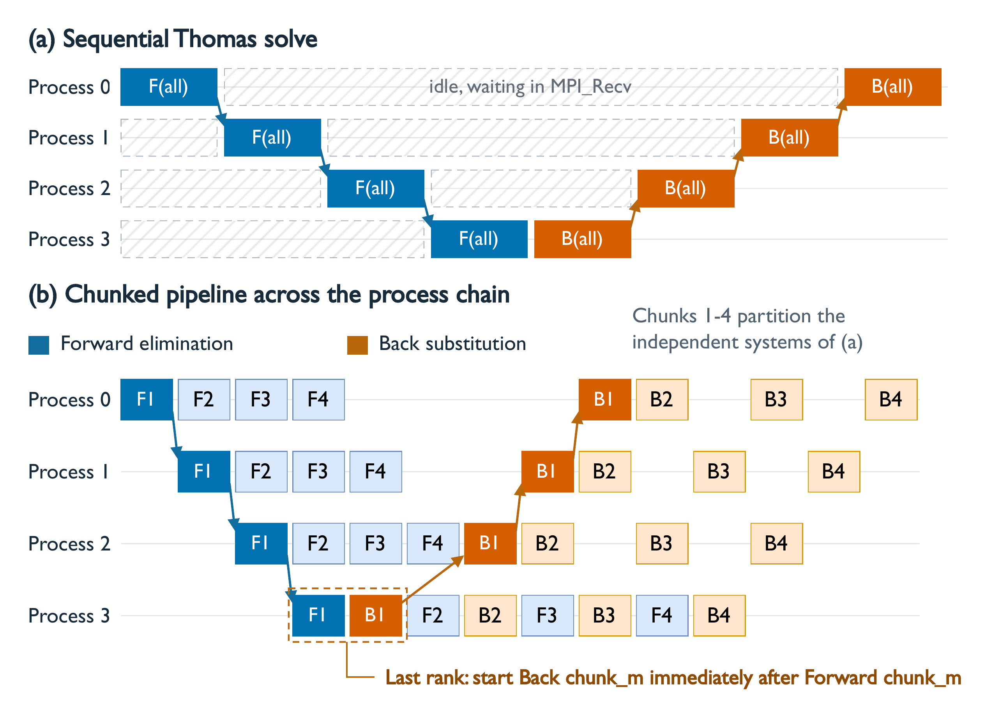 (a) Sequential Thomas solve
Process 0 F(all) idle, waiting in MPI_Recv B(all)
Process 1 F(all) B(all)
Process 2 F(all) B(all)
Process 3 F(all) B(all)
(b) Chunked pipeline across the process chain
Chunks 1-4 partition the
independent systems of (a)
Forward elimination Back substitution
Process 0 F1 F2 F3 F4 B1 B2 B3 B4
Process 1 F1 F2 F3 F4 B1 B2 B3 B4
Process 2 F1 F2 F3 F4 B1 B2 B3 B4
Process 3 F1 B1 F2 B2 F3 B3 F4 B4
Last rank: start Back chunk_m immediately after Forward chunk_m